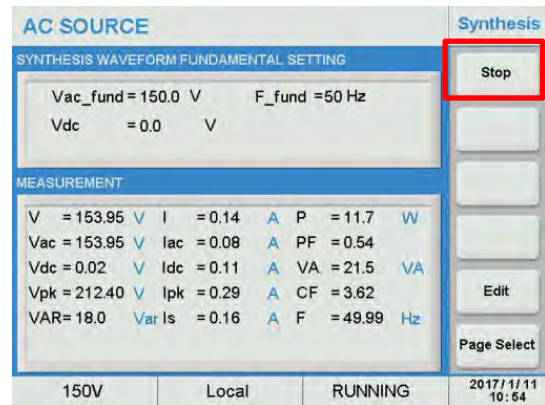 AC SOURCE
Synthesis
SYNTHESIS WAVEFORM FUNDAMENTAL SETTING
Stop
Vac_fund = 150.0 V F_fund =50 Hz
Vdc = 0.0 V
MEASUREMENT
V = 153.95 V I = 0.14 A P = 11.7 W
Vac = 153.95 V Iac = 0.08 A PF = 0.54
Vdc = 0.02 V Idc = 0.11 A VA = 21.5 VA
Vpk = 212.40 V Ipk = 0.29 A CF = 3.62
VAR= 18.0 Var Is = 0.16 A F = 49.99 Hz
Edit
Page Select
150V Local RUNNING
2017/ 1/ 11
10: 54